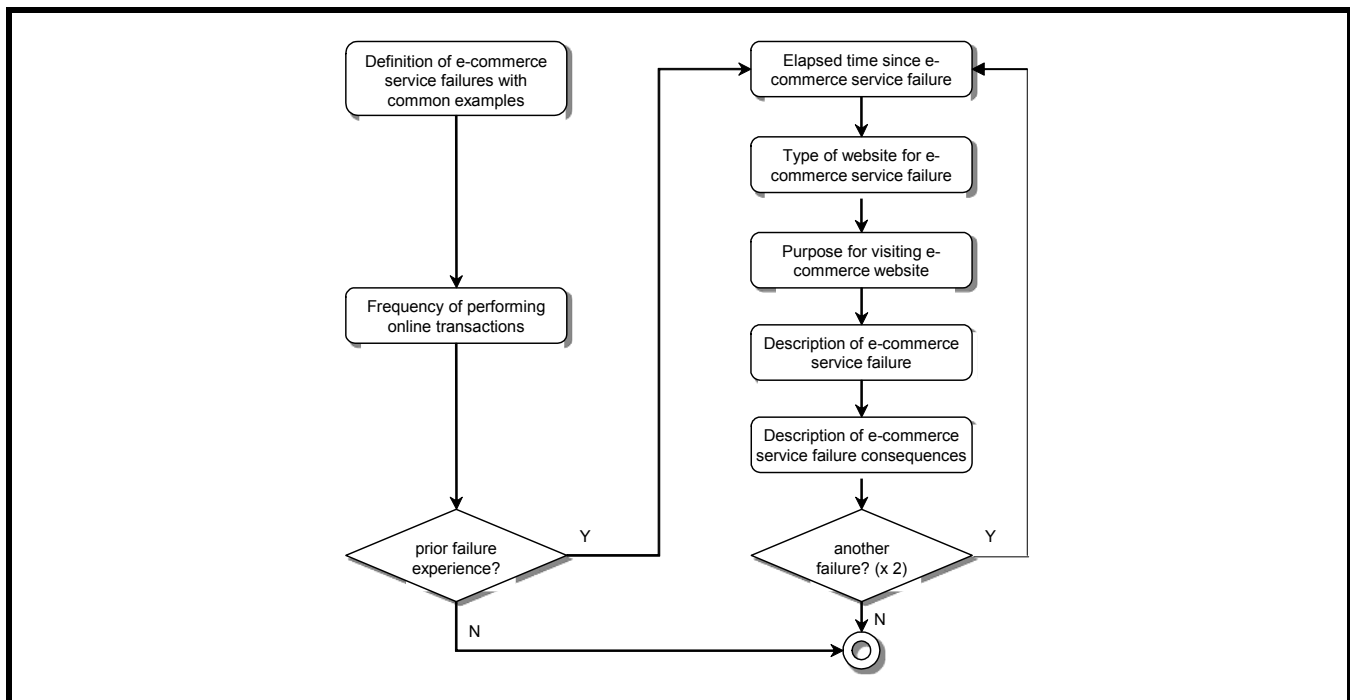 Definition of e-commerce
service failures with
common examples
Frequency of performing
online transactions
prior failure
experience?
Y
N
Elapsed time since e-
commerce service failure
Type of website for e-
commerce service failure
Purpose for visiting e-
commerce website
Description of e-commerce
service failure
Description of e-commerce
service failure consequences
another
failure? (x 2)
Y
N